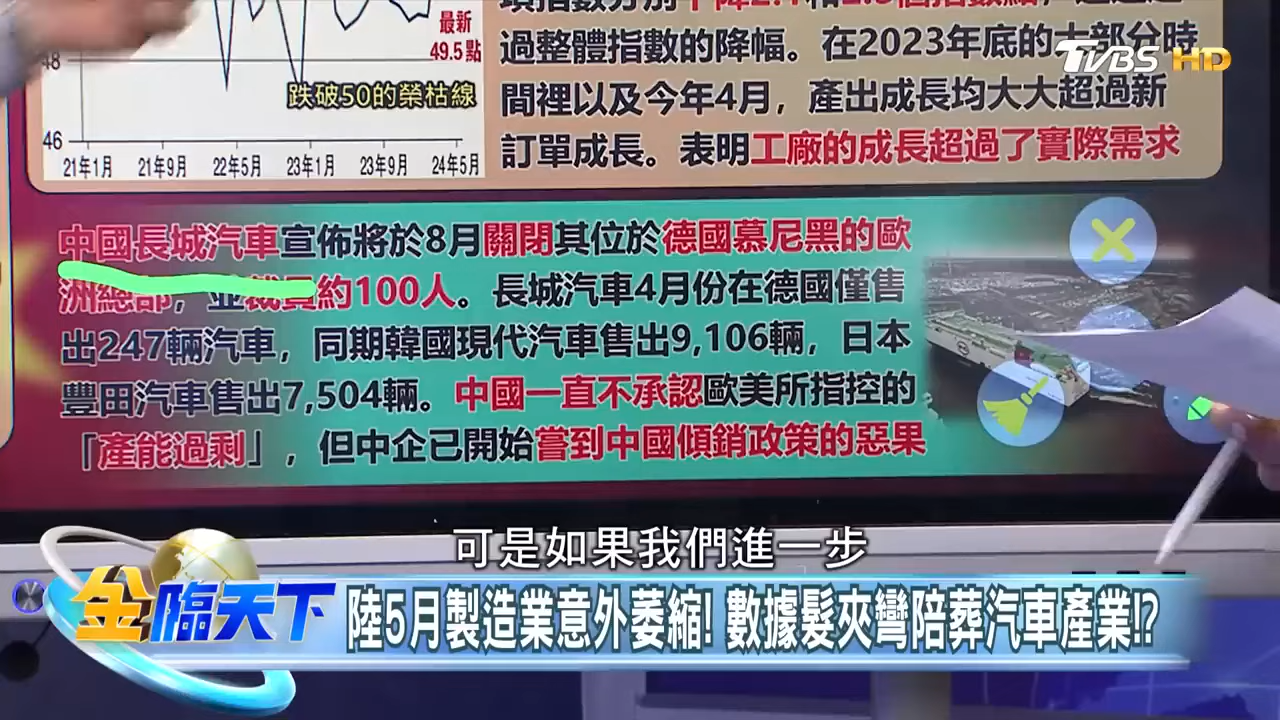 最新
49.5點
48
跌破50的榮枯線
46
21年1月 21年9月 22年5月 23年1月 23年9月 24年5月
過整體指數的降幅。在2023年底的大部分時
間裡以及今年4月，產出成長均大大超過新
訂單成長。表明工廠的成長超過了實際需求
TVBS HD
中國長城汽車宣佈將於8月關閉其位於德國慕尼黑的歐
洲總部，並裁員約100人。長城汽車4月份在德國僅售
出247輛汽車，同期韓國現代汽車售出9,106輛，日本
豐田汽車售出7,504輛。中國一直不承認歐美所指控的
「產能過剩」，但中企已開始嘗到中國傾銷政策的惡果
可是如果我們進一步
金臨天下
陸5月製造業意外萎縮! 數據髮夾彎陪葬汽車產業!?